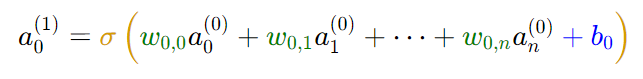 a_0^{(1)} = σ ( w_{0,0} a_0^{(0)} + w_{0,1} a_1^{(0)} + ⋯ + w_{0,n} a_n^{(0)} + b_0 )